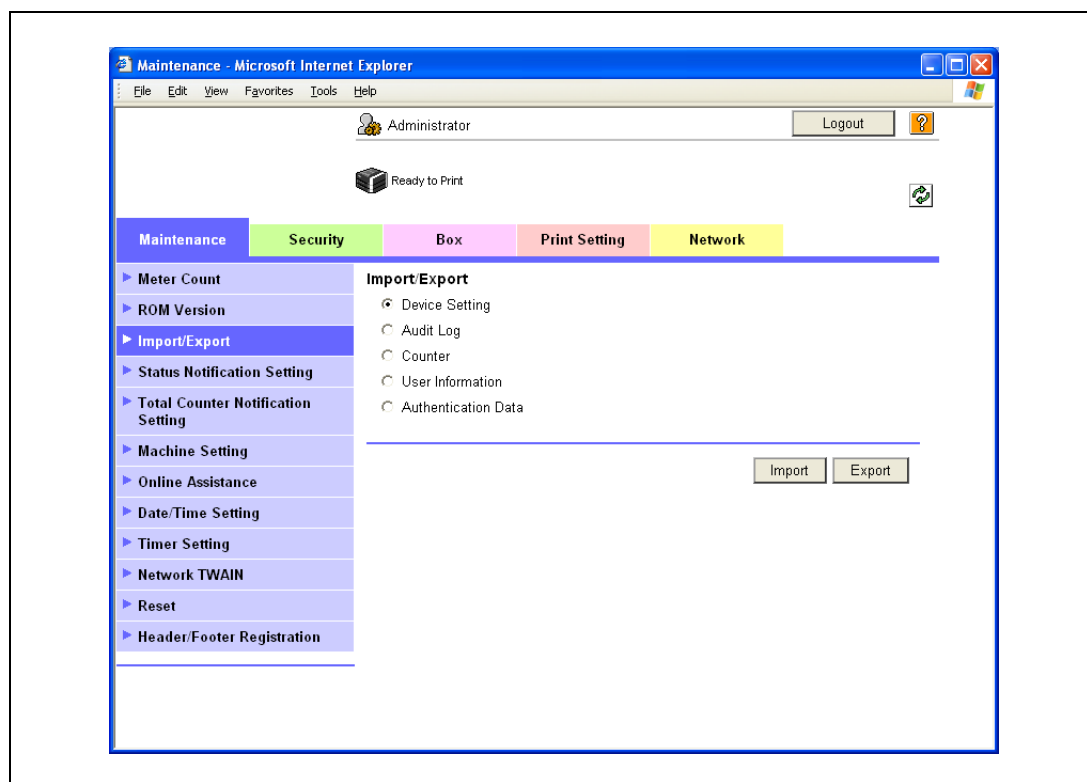 Maintenance - Microsoft Internet Explorer
File Edit View Favorites Tools Help
Administrator
Logout
?
Ready to Print
Maintenance Security Box Print Setting Network
Meter Count
ROM Version
Import/Export
Status Notification Setting
Total Counter Notification
Setting
Machine Setting
Online Assistance
Date/Time Setting
Timer Setting
Network TWAIN
Reset
Header/Footer Registration
Import/Export
Device Setting
Audit Log
Counter
User Information
Authentication Data
Import Export